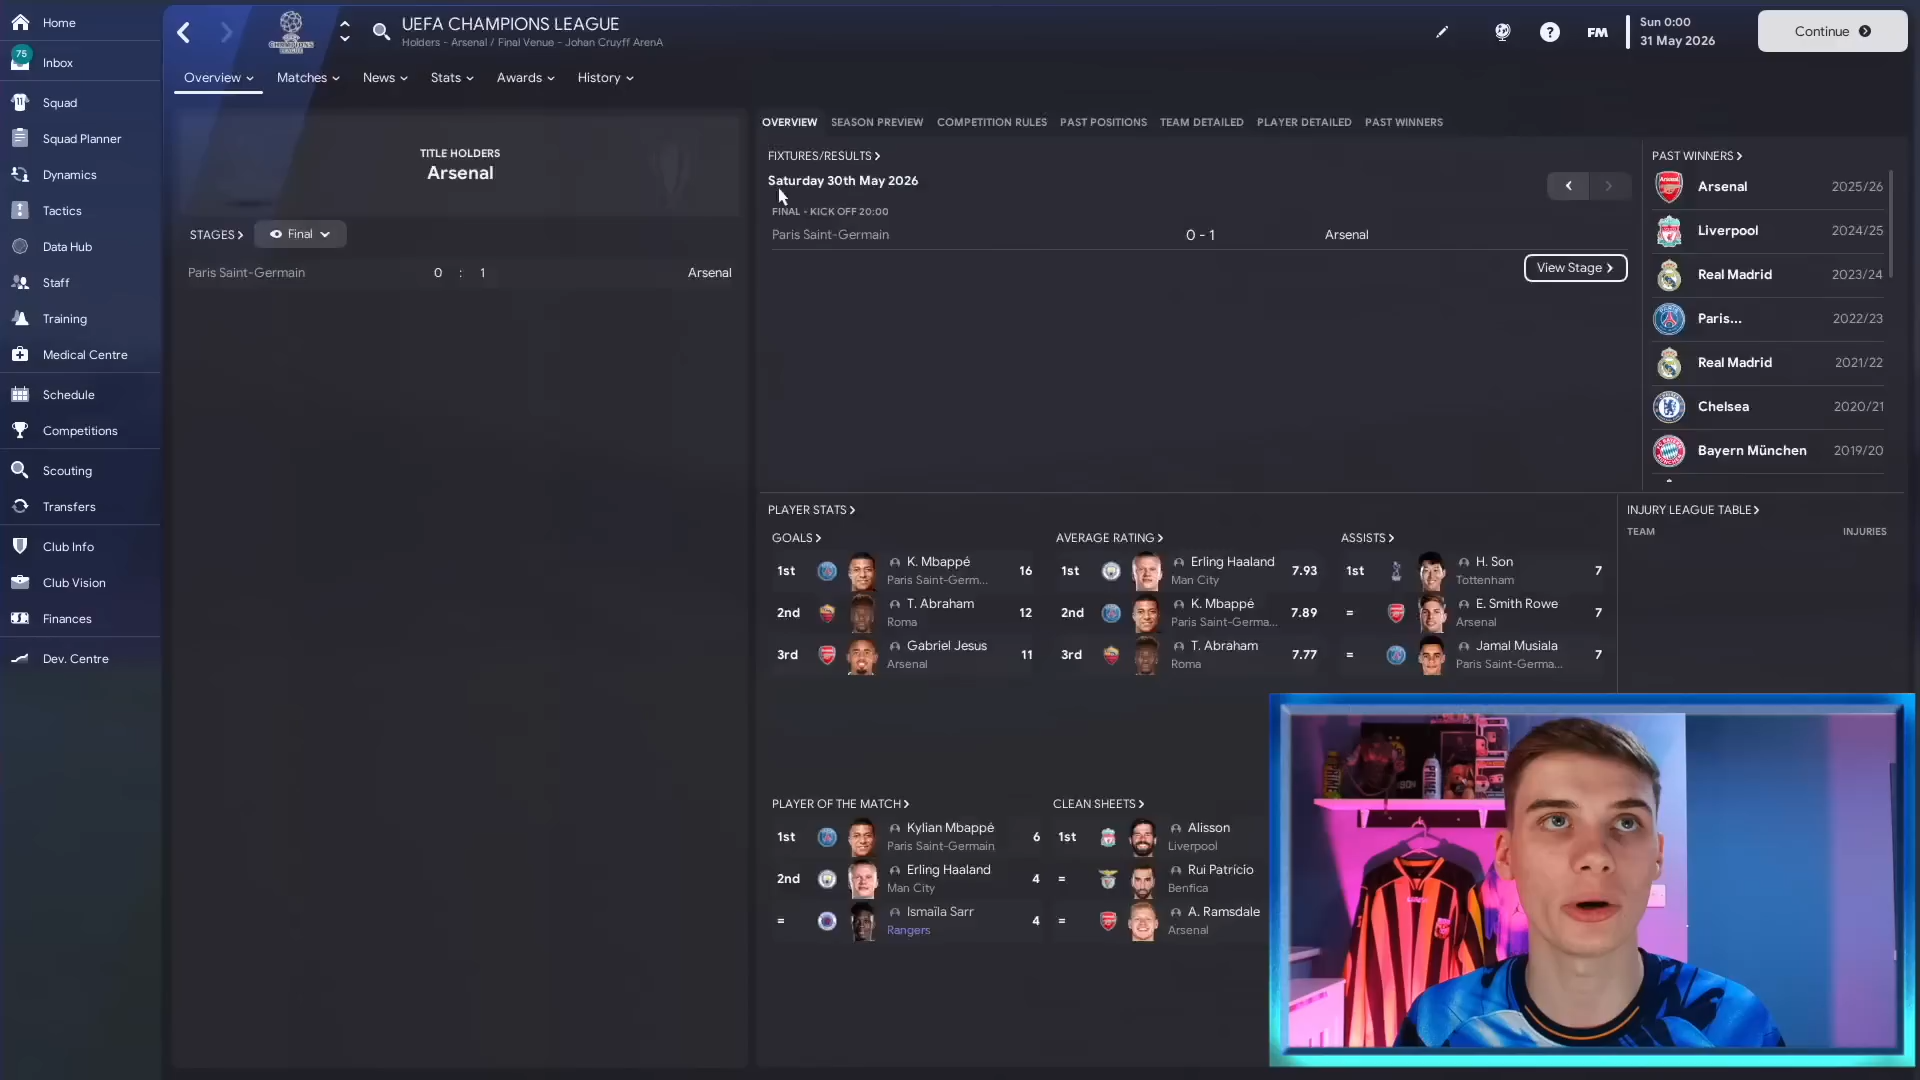 Home
75
Inbox
Squad
Squad Planner
Dynamics
Tactics
Data Hub
Staff
Training
Medical Centre
Schedule
Competitions
Scouting
Transfers
Club Info
Club Vision
Finances
Dev. Centre
UEFA CHAMPIONS LEAGUE
Holders - Arsenal / Final Venue - Johan Cruyff ArenA
? FM
Sun 0:00
31 May 2026
Continue
Overview Matches News Stats Awards History
TITLE HOLDERS
Arsenal
STAGES Final
Paris Saint-Germain 0 : 1 Arsenal
OVERVIEW SEASON PREVIEW COMPETITION RULES PAST POSITIONS TEAM DETAILED PLAYER DETAILED PAST WINNERS
FIXTURES/RESULTS
Saturday 30th May 2026
FINAL - KICK OFF 20:00
Paris Saint-Germain 0 - 1 Arsenal
View Stage
PAST WINNERS
Arsenal 2025/26
Liverpool 2024/25
Real Madrid 2023/24
Paris... 2022/23
Real Madrid 2021/22
Chelsea 2020/21
Bayern München 2019/20
PLAYER STATS
GOALS
1st K. Mbappé 16
Paris Saint-Germ...
2nd T. Abraham 12
Roma
3rd Gabriel Jesus 11
Arsenal
AVERAGE RATING
1st Erling Haaland 7.93
Man City
2nd K. Mbappé 7.89
Paris Saint-Germa...
3rd T. Abraham 7.77
Roma
ASSISTS
1st H. Son 7
Tottenham
= E. Smith Rowe 7
Arsenal
= Jamal Musiala 7
Paris Saint-Germa...
INJURY LEAGUE TABLE
TEAM INJURIES
PLAYER OF THE MATCH
1st Kylian Mbappé 6
Paris Saint-Germain
2nd Erling Haaland 4
Man City
= Ismaïla Sarr 4
Rangers
CLEAN SHEETS
1st Alisson
Liverpool
= Rui Patrício
Benfica
= A. Ramsdale
Arsenal
PRIME